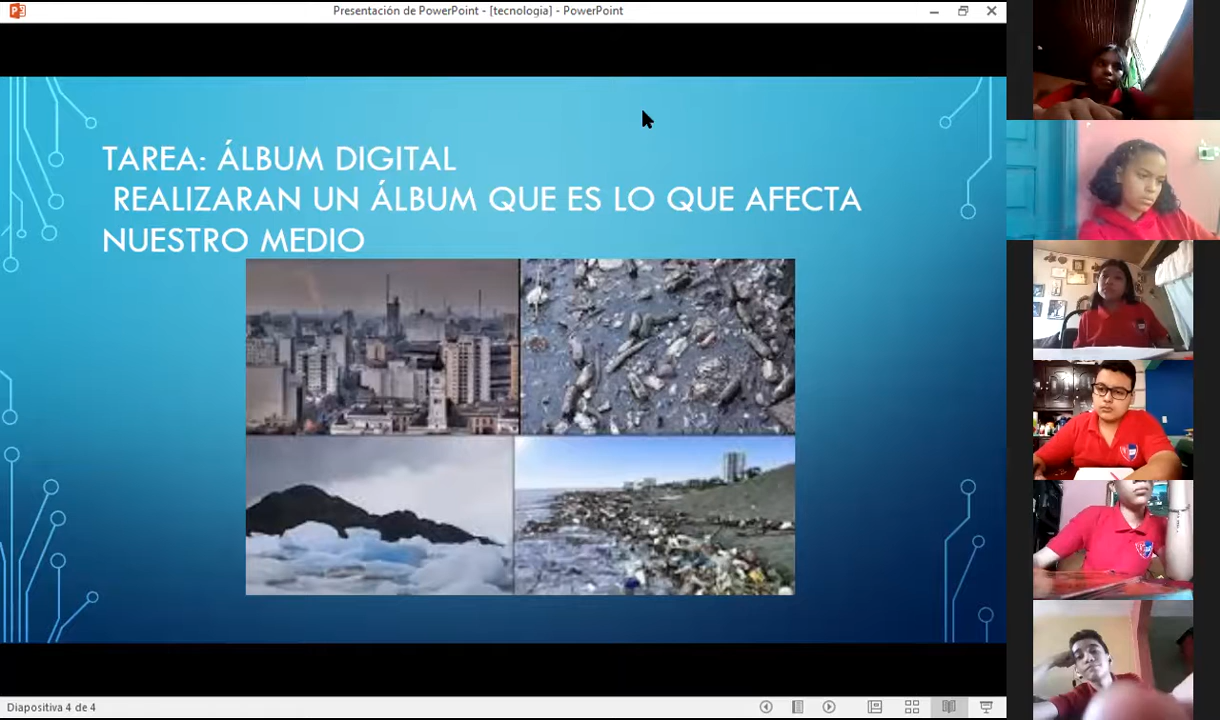 Presentación de PowerPoint - [tecnologia] - PowerPoint
TAREA: ÁLBUM DIGITAL
REALIZARAN UN ÁLBUM QUE ES LO QUE AFECTA
NUESTRO MEDIO
Diapositiva 4 de 4